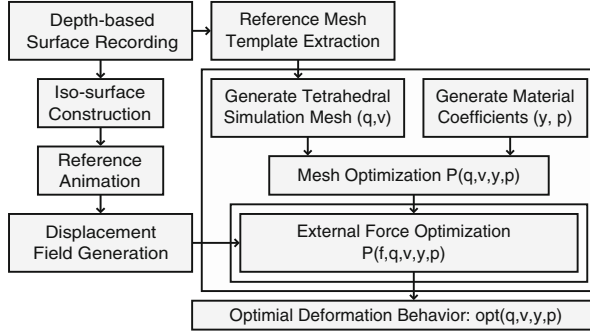 Depth-based
Surface Recording
Reference Mesh
Template Extraction
Iso-surface
Construction
Generate Tetrahedral
Simulation Mesh (q,v)
Generate Material
Coefficients (y, p)
Reference
Animation
Mesh Optimization P(q,v,y,p)
Displacement
Field Generation
External Force Optimization
P(f,q,v,y,p)
Optimial Deformation Behavior: opt(q,v,y,p)